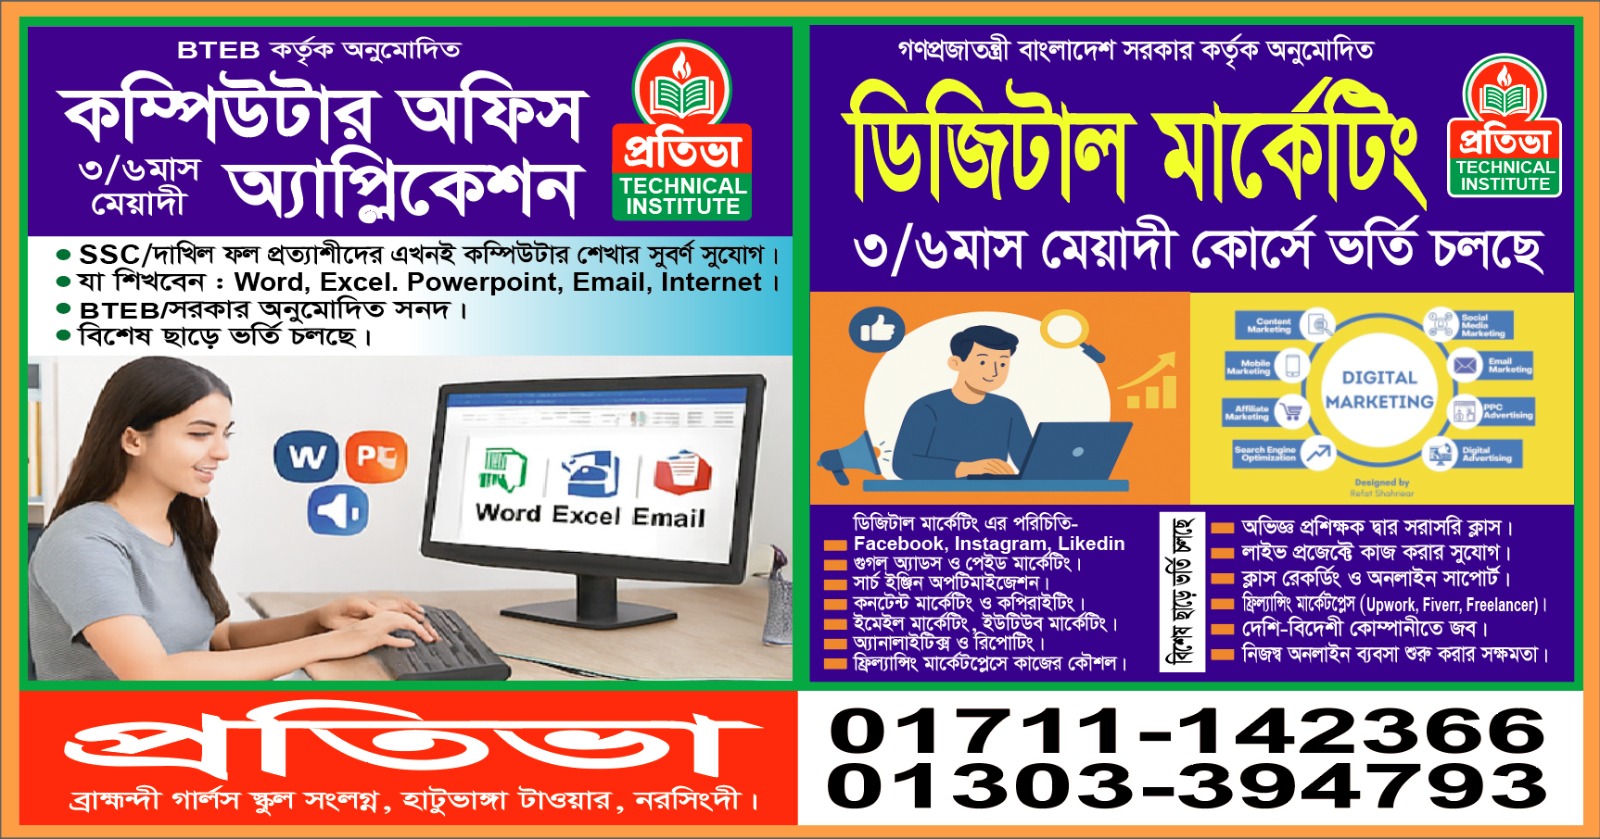 BTEB কর্তৃক অনুমোদিত
কম্পিউটার অফিস
৩/৬মাস
মেয়াদী
অ্যাপ্লিকেশন
প্রতিভা
TECHNICAL
INSTITUTE
SSC/দাখিল ফল প্রত্যাশীদের এখনই কম্পিউটার শেখার সুবর্ণ সুযোগ।
যা শিখবেন : Word, Excel. Powerpoint, Email, Internet ।
BTEB/সরকার অনুমোদিত সনদ।
বিশেষ ছাড়ে ভর্তি চলছে।
W
Word Excel Email
গণপ্রজাতন্ত্রী বাংলাদেশ সরকার কর্তৃক অনুমোদিত
ডিজিটাল মার্কেটিং
প্রতিভা
TECHNICAL
INSTITUTE
৩/৬মাস মেয়াদী কোর্সে ভর্তি চলছে
Content
Marketing
Mobile
Marketing
Affiliate
Marketing
Search Engine
Optimization
DIGITAL
MARKETING
Social
Media
Marketing
Email
Marketing
PPC
Advertising
Digital
Advertising
Designed by
Refat Shahriear
ডিজিটাল মার্কেটিং এর পরিচিতি-
Facebook, Instagram, Likedin
গুগল অ্যাডস ও পেইড মার্কেটিং।
সার্চ ইঞ্জিন অপটিমাইজেশন।
কনটেন্ট মার্কেটিং ও কপিরাইটিং।
ইমেইল মার্কেটিং, ইউটিউব মার্কেটিং।
অ্যানালাইটিক্স ও রিপোটিং।
ফ্রিল্যান্সিং মার্কেটপ্লেসে কাজের কৌশল।
বিশেষ ছাড়ে ভর্তি চলছে
অভিজ্ঞ প্রশিক্ষক দ্বার সরাসরি ক্লাস।
লাইভ প্রজেক্টে কাজ করার সুযোগ।
ক্লাস রেকর্ডিং ও অনলাইন সাপোর্ট।
ফ্রিল্যান্সিং মার্কেটপ্লেস (Upwork, Fiverr, Freelancer)।
দেশি-বিদেশী কোম্পানীতে জব।
নিজস্ব অনলাইন ব্যবসা শুরু করার সক্ষমতা।
প্রতিভা
ব্রাহ্মন্দী গার্লস স্কুল সংলগ্ন, হাটুভাঙ্গা টাওয়ার, নরসিংদী।
01711-142366
01303-394793